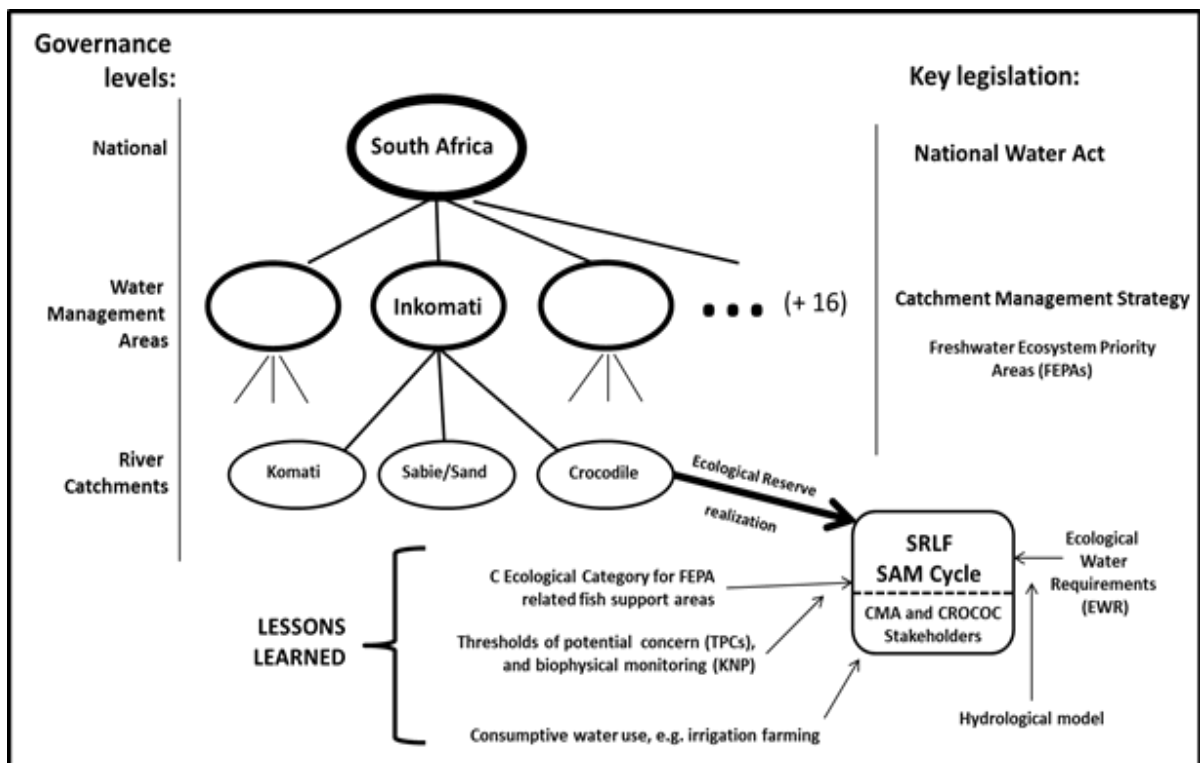 Governance
levels:
Key legislation:
National
South Africa
National Water Act
Water
Management
Areas
Inkomati
(+ 16)
Catchment Management Strategy
Freshwater Ecosystem Priority
Areas (FEPAs)
River
Catchments
Komati
Sabie/Sand
Crocodile
Ecological Reserve
realization
SRLF
SAM Cycle
CMA and CROCOC
Stakeholders
Ecological
Water
Requirements
(EWR)
LESSONS
LEARNED
C Ecological Category for FEPA
related fish support areas
Thresholds of potential concern (TPCs),
and biophysical monitoring (KNP)
Consumptive water use, e.g. irrigation farming
Hydrological model